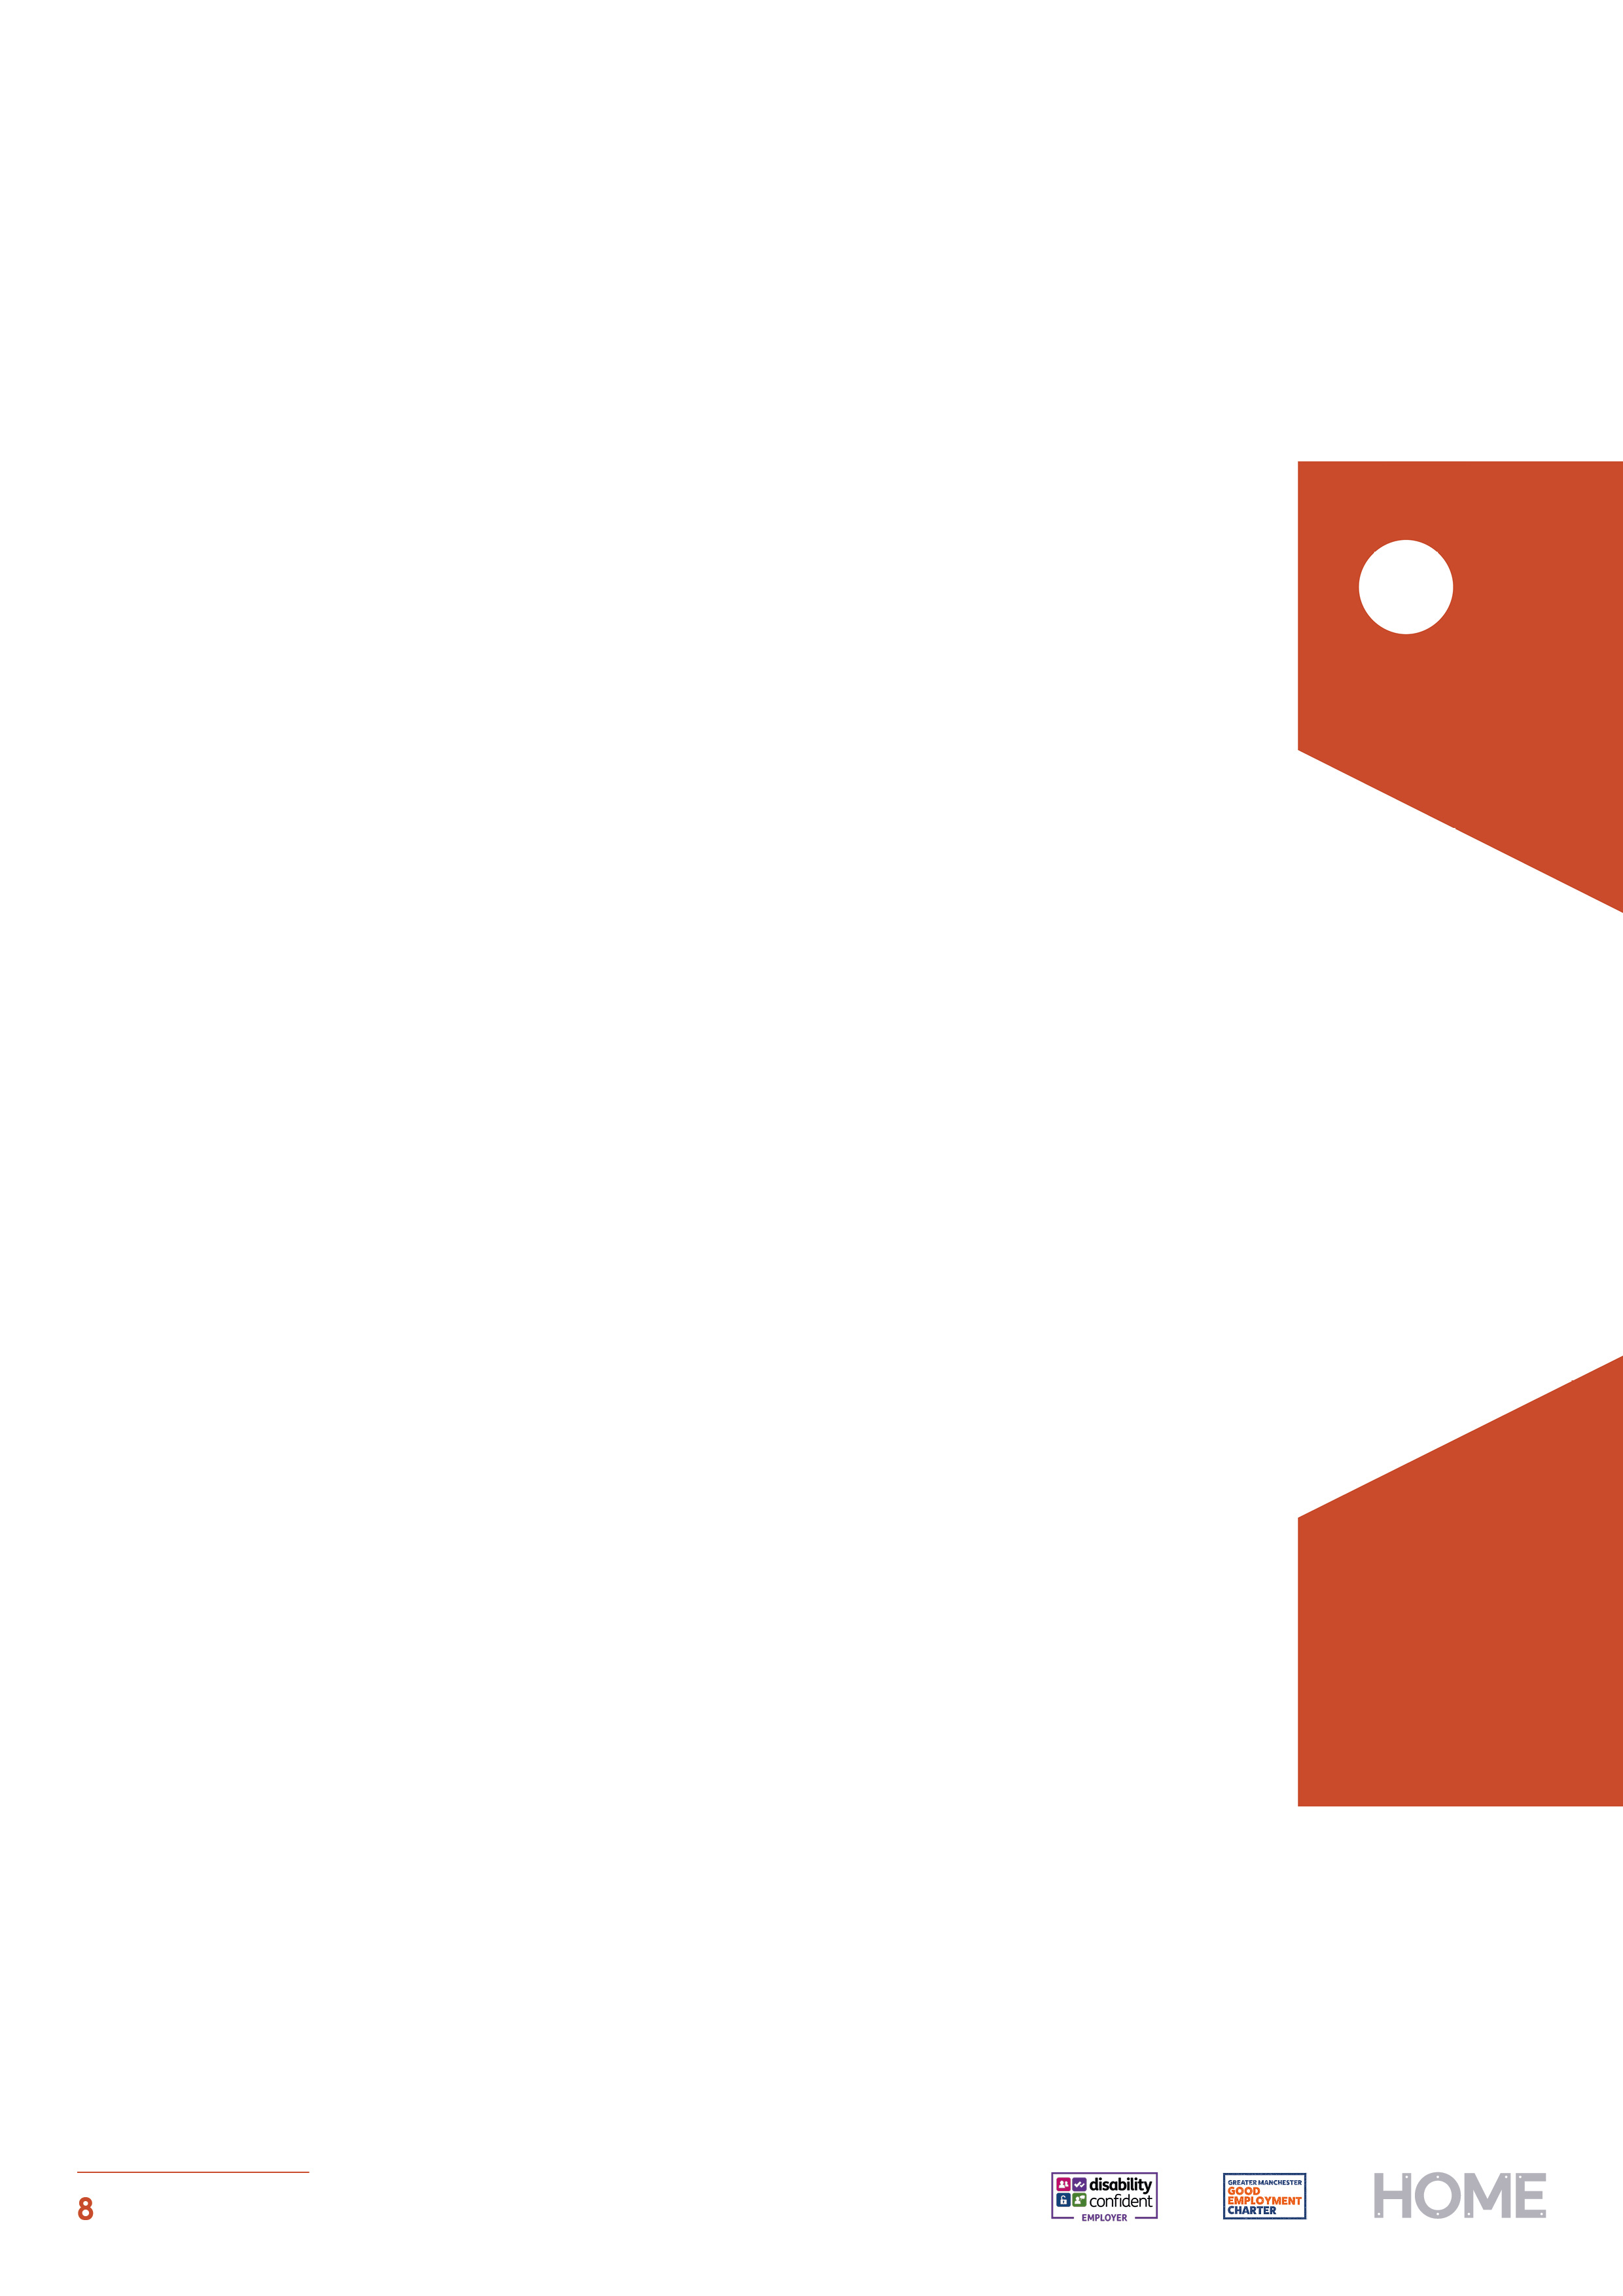 8
disability
confident
EMPLOYER
GREATER MANCHESTER
GOOD
EMPLOYMENT
CHARTER
HOME